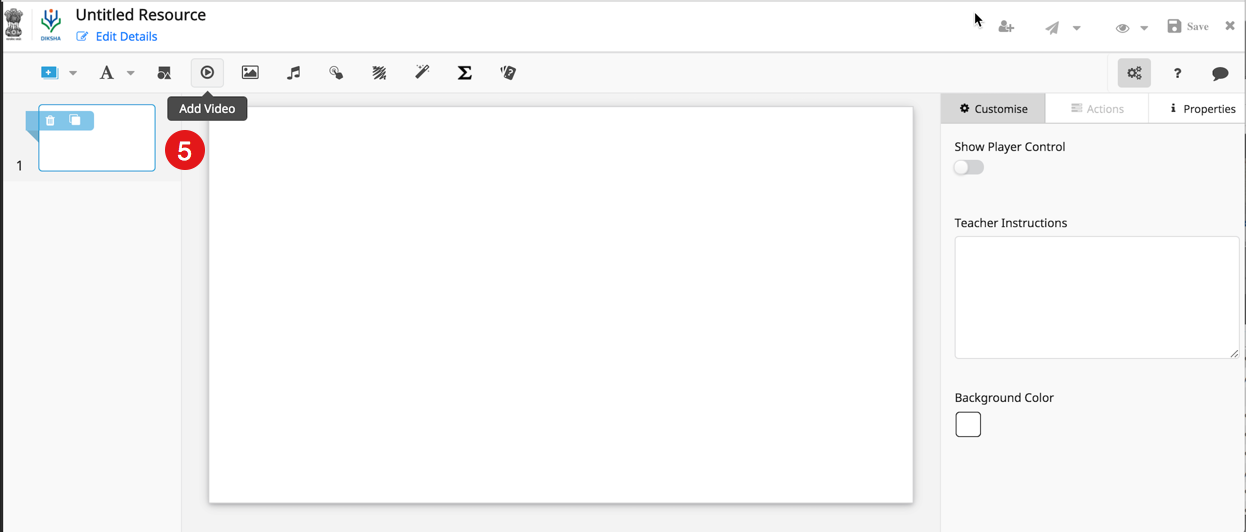 Untitled Resource
DIKSHA
Edit Details
Save
A
Σ
?
Add Video
5
1
Customise
Actions
Properties
Show Player Control
Teacher Instructions
Background Color